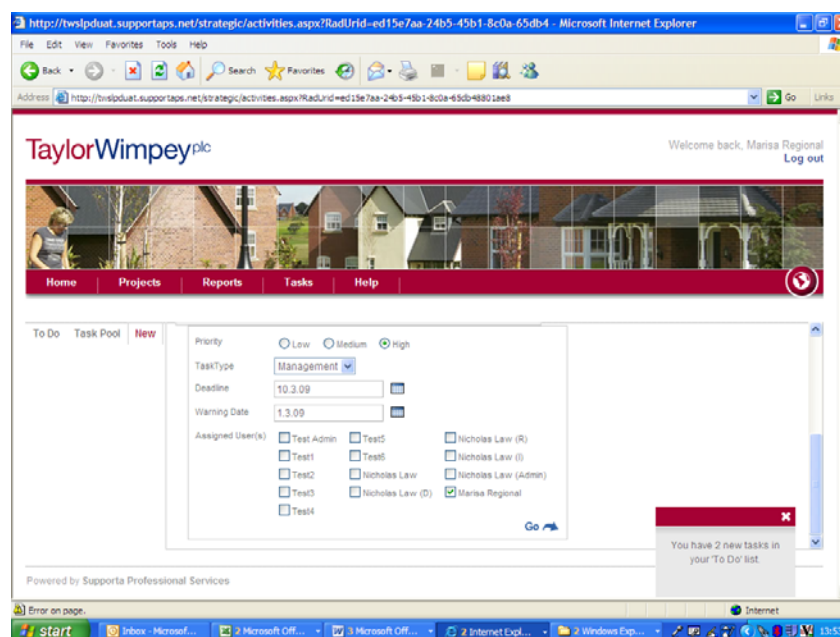 http://twslpduat.supportaps.net/strategic/activities.aspx?RadUrid=ed15e7aa-24b5-45b1-8c0a-65db4 - Microsoft Internet Explorer
File Edit View Favorites Tools Help
Back Search Favorites
Address http://twslpduat.supportaps.net/strategic/activities.aspx?RadUrid=ed15e7aa-24b5-45b1-8c0a-65db48801ae8 Go Links
TaylorWimpey plc
Welcome back, Marisa Regional
Log out
Home Projects Reports Tasks Help
To Do Task Pool New
Priority Low Medium High
TaskType Management
Deadline 10.3.09
Warning Date 1.3.09
Assigned User(s) Test Admin Test5 Nicholas Law (R)
Test1 Test6 Nicholas Law (I)
Test2 Nicholas Law Nicholas Law (Admin)
Test3 Nicholas Law (D) Marisa Regional
Test4
Go
You have 2 new tasks in
your 'To Do' list.
Powered by Supporta Professional Services
Error on page. Internet
start Inbox - Microsof... 2 Microsoft Off... 3 Microsoft Off... 2 Internet Expl... 2 Windows Exp...